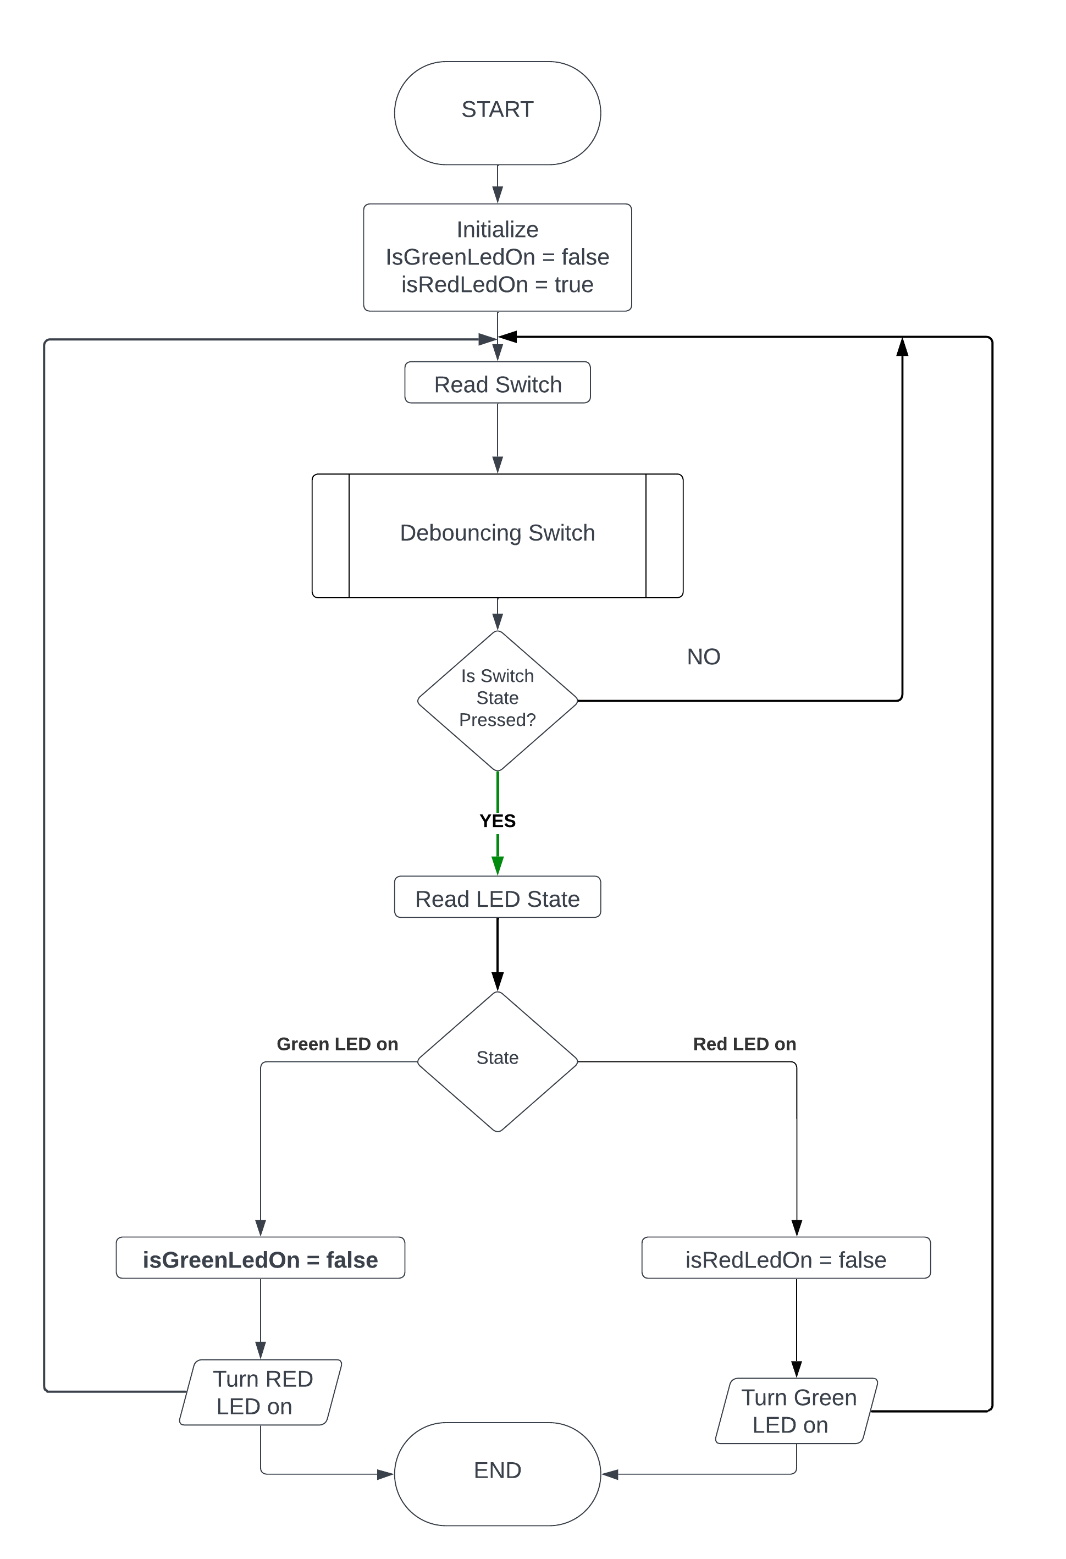 START
Initialize
IsGreenLedOn = false
isRedLedOn = true
Read Switch
Debouncing Switch
Is Switch
State
Pressed?
NO
YES
Read LED State
State
Green LED on
Red LED on
isGreenLedOn = false
isRedLedOn = false
Turn RED
LED on
Turn Green
LED on
END